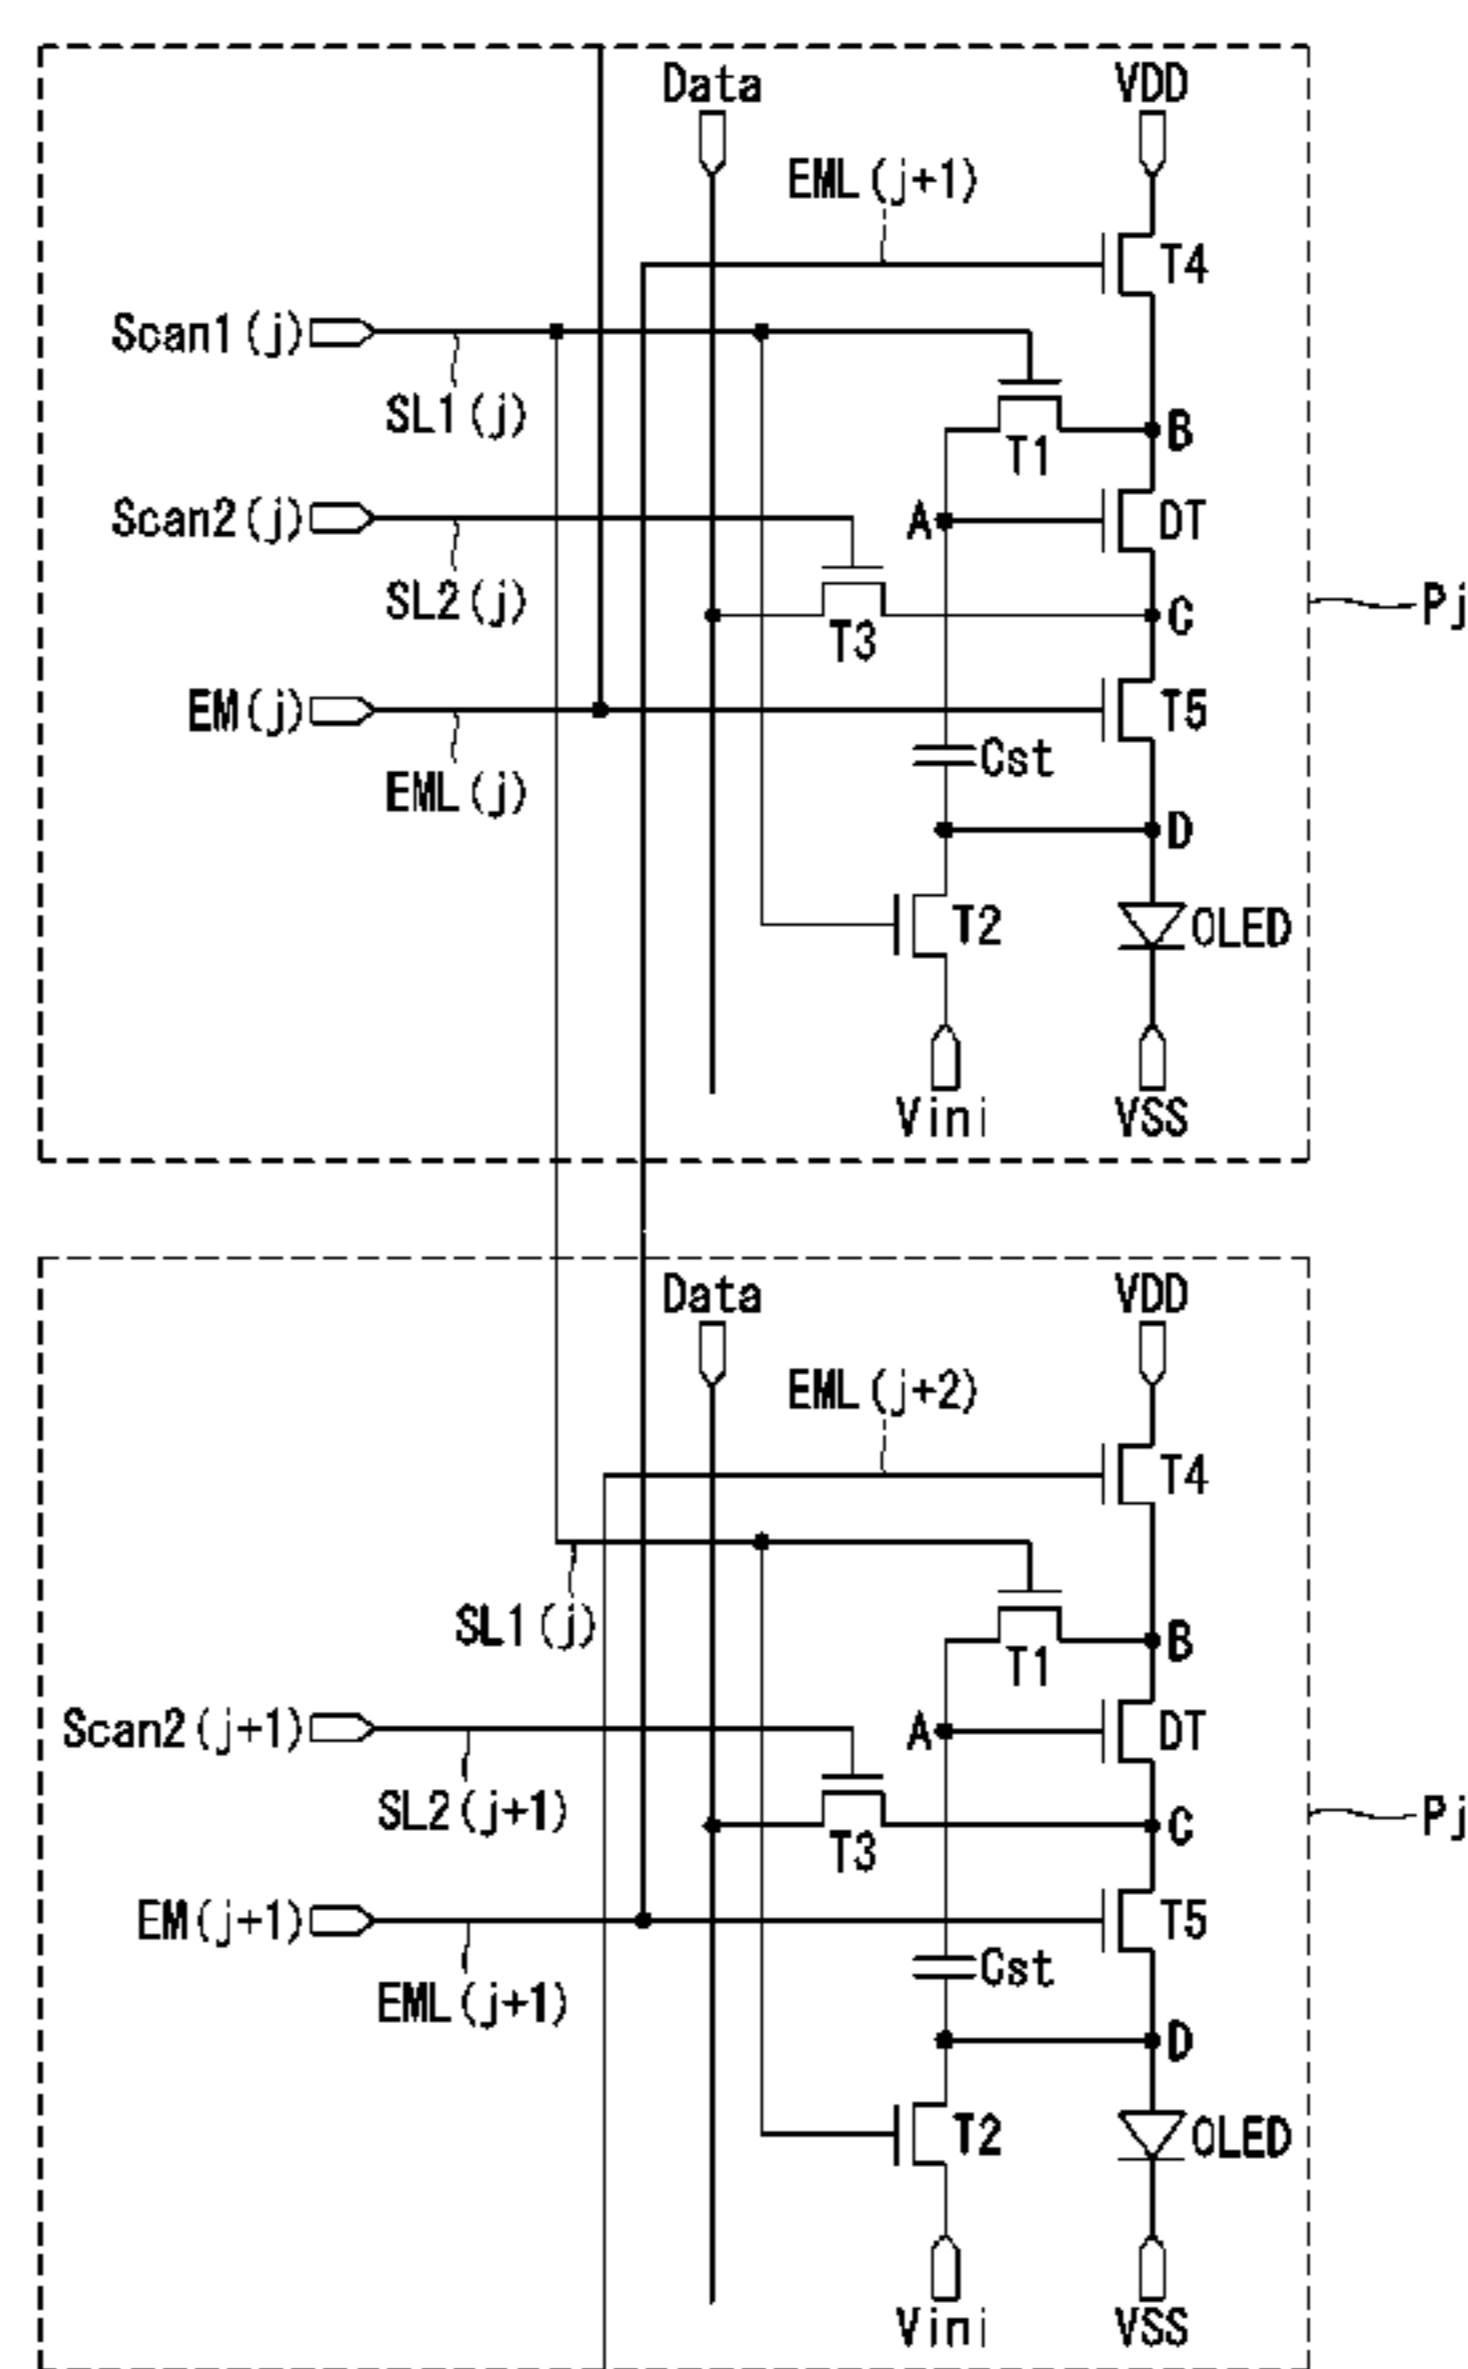 Data
VDD
EML(j+1)
T4
Scan1(j)
SL1(j)
T1
B
Scan2(j)
A
DT
SL2(j)
T3
C
Pj
EM(j)
T5
EML(j)
Cst
D
T2
OLED
Vini
VSS
Data
VDD
EML(j+2)
T4
SL1(j)
T1
B
Scan2(j+1)
A
DT
SL2(j+1)
T3
C
Pj
EM(j+1)
T5
EML(j+1)
Cst
D
T2
OLED
Vini
VSS